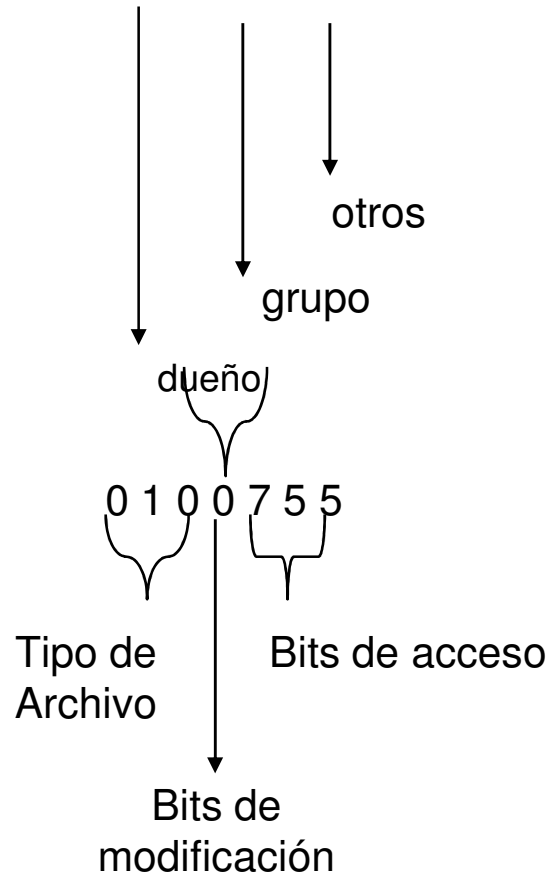 otros
grupo
dueño
0 1 0 0 7 5 5
Tipo de Archivo
Bits de acceso
Bits de modificación